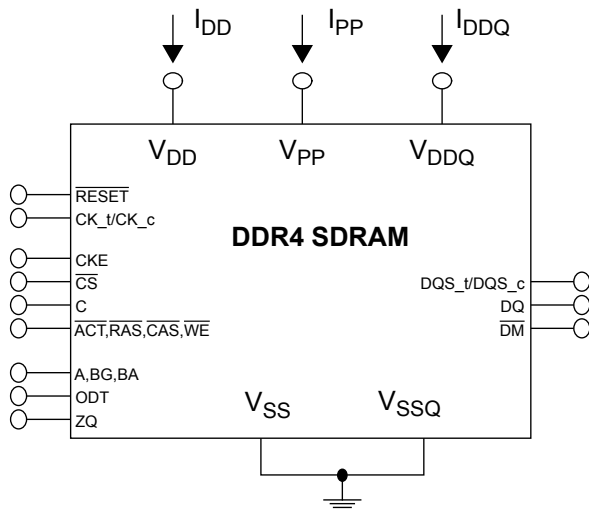 IDD IPP IDDQ
VDD VPP VDDQ
RESET
CK_t/CK_c
DDR4 SDRAM
CKE
CS
DQS_t/DQS_c
C
DQ
ACT,RAS,CAS,WE
DM
A,BG,BA
ODT
VSS VSSQ
ZQ